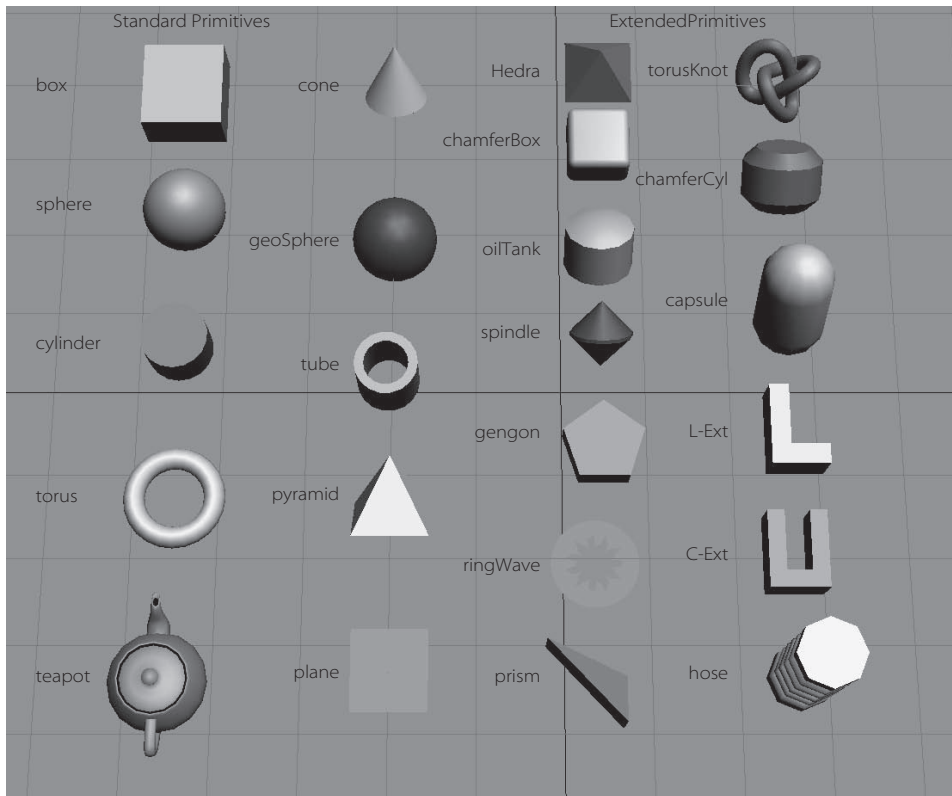 Standard Primitives
box
cone
sphere
geoSphere
cylinder
tube
torus
pyramid
teapot
plane
ExtendedPrimitives
Hedra
torusKnot
chamferBox
chamferCyl
oilTank
capsule
spindle
gengon
L-Ext
ringWave
C-Ext
prism
hose